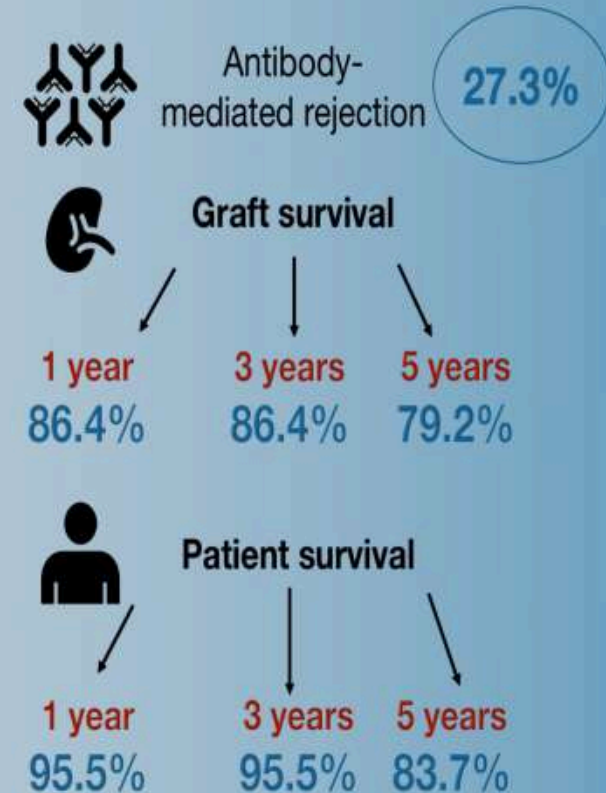 Antibody-
mediated rejection
27.3%
Graft survival
1 year 3 years 5 years
86.4% 86.4% 79.2%
Patient survival
1 year 3 years 5 years
95.5% 95.5% 83.7%